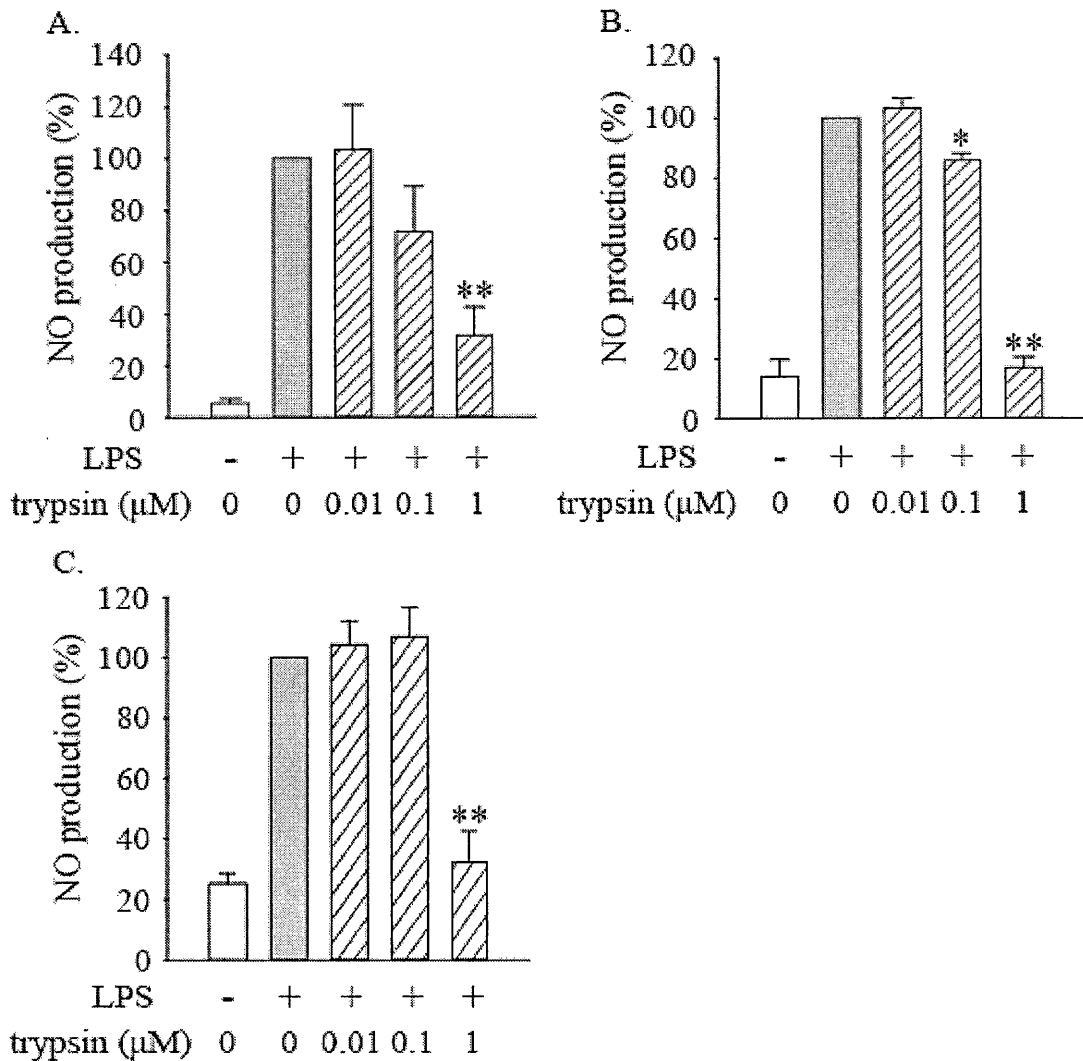 A.
NO production (%)
140
120
100
80
60
40
20
0
**
LPS - + + + +
trypsin (μM) 0 0 0.01 0.1 1
B.
NO production (%)
120
100
80
60
40
20
0
*
**
LPS - + + + +
trypsin (μM) 0 0 0.01 0.1 1
C.
NO production (%)
120
100
80
60
40
20
0
**
LPS - + + + +
trypsin (μM) 0 0 0.01 0.1 1